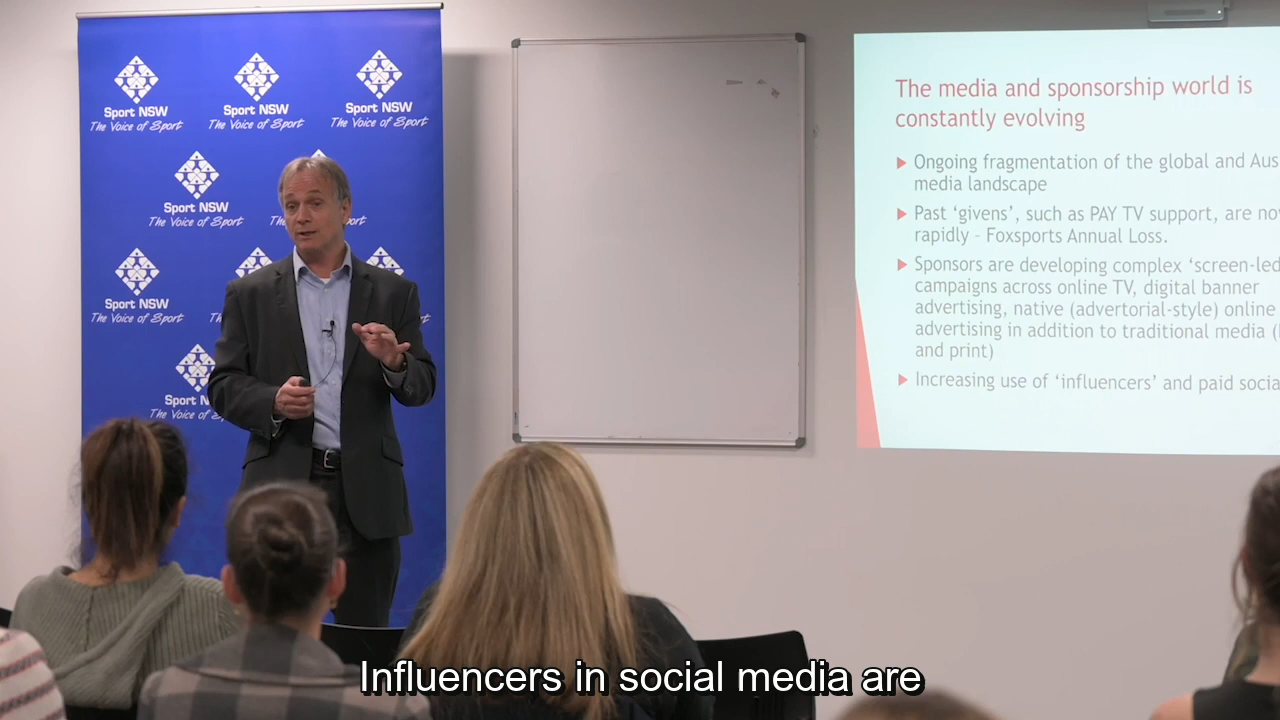 Sport NSW
The Voice of Sport
Sport NSW
The Voice of Sport
Sport NSW
The Voice of Sport
Sport NSW
The Voice of Sport
Sport NSW
The Voice of Sport
The media and sponsorship world is
constantly evolving
Ongoing fragmentation of the global and Aus
media landscape
Past ‘givens’, such as PAY TV support, are no
rapidly – Foxsports Annual Loss.
Sponsors are developing complex ‘screen-led
campaigns across online TV, digital banner
advertising, native (advertorial-style) online
advertising in addition to traditional media (
and print)
Increasing use of ‘influencers’ and paid socia
Influencers in social media are